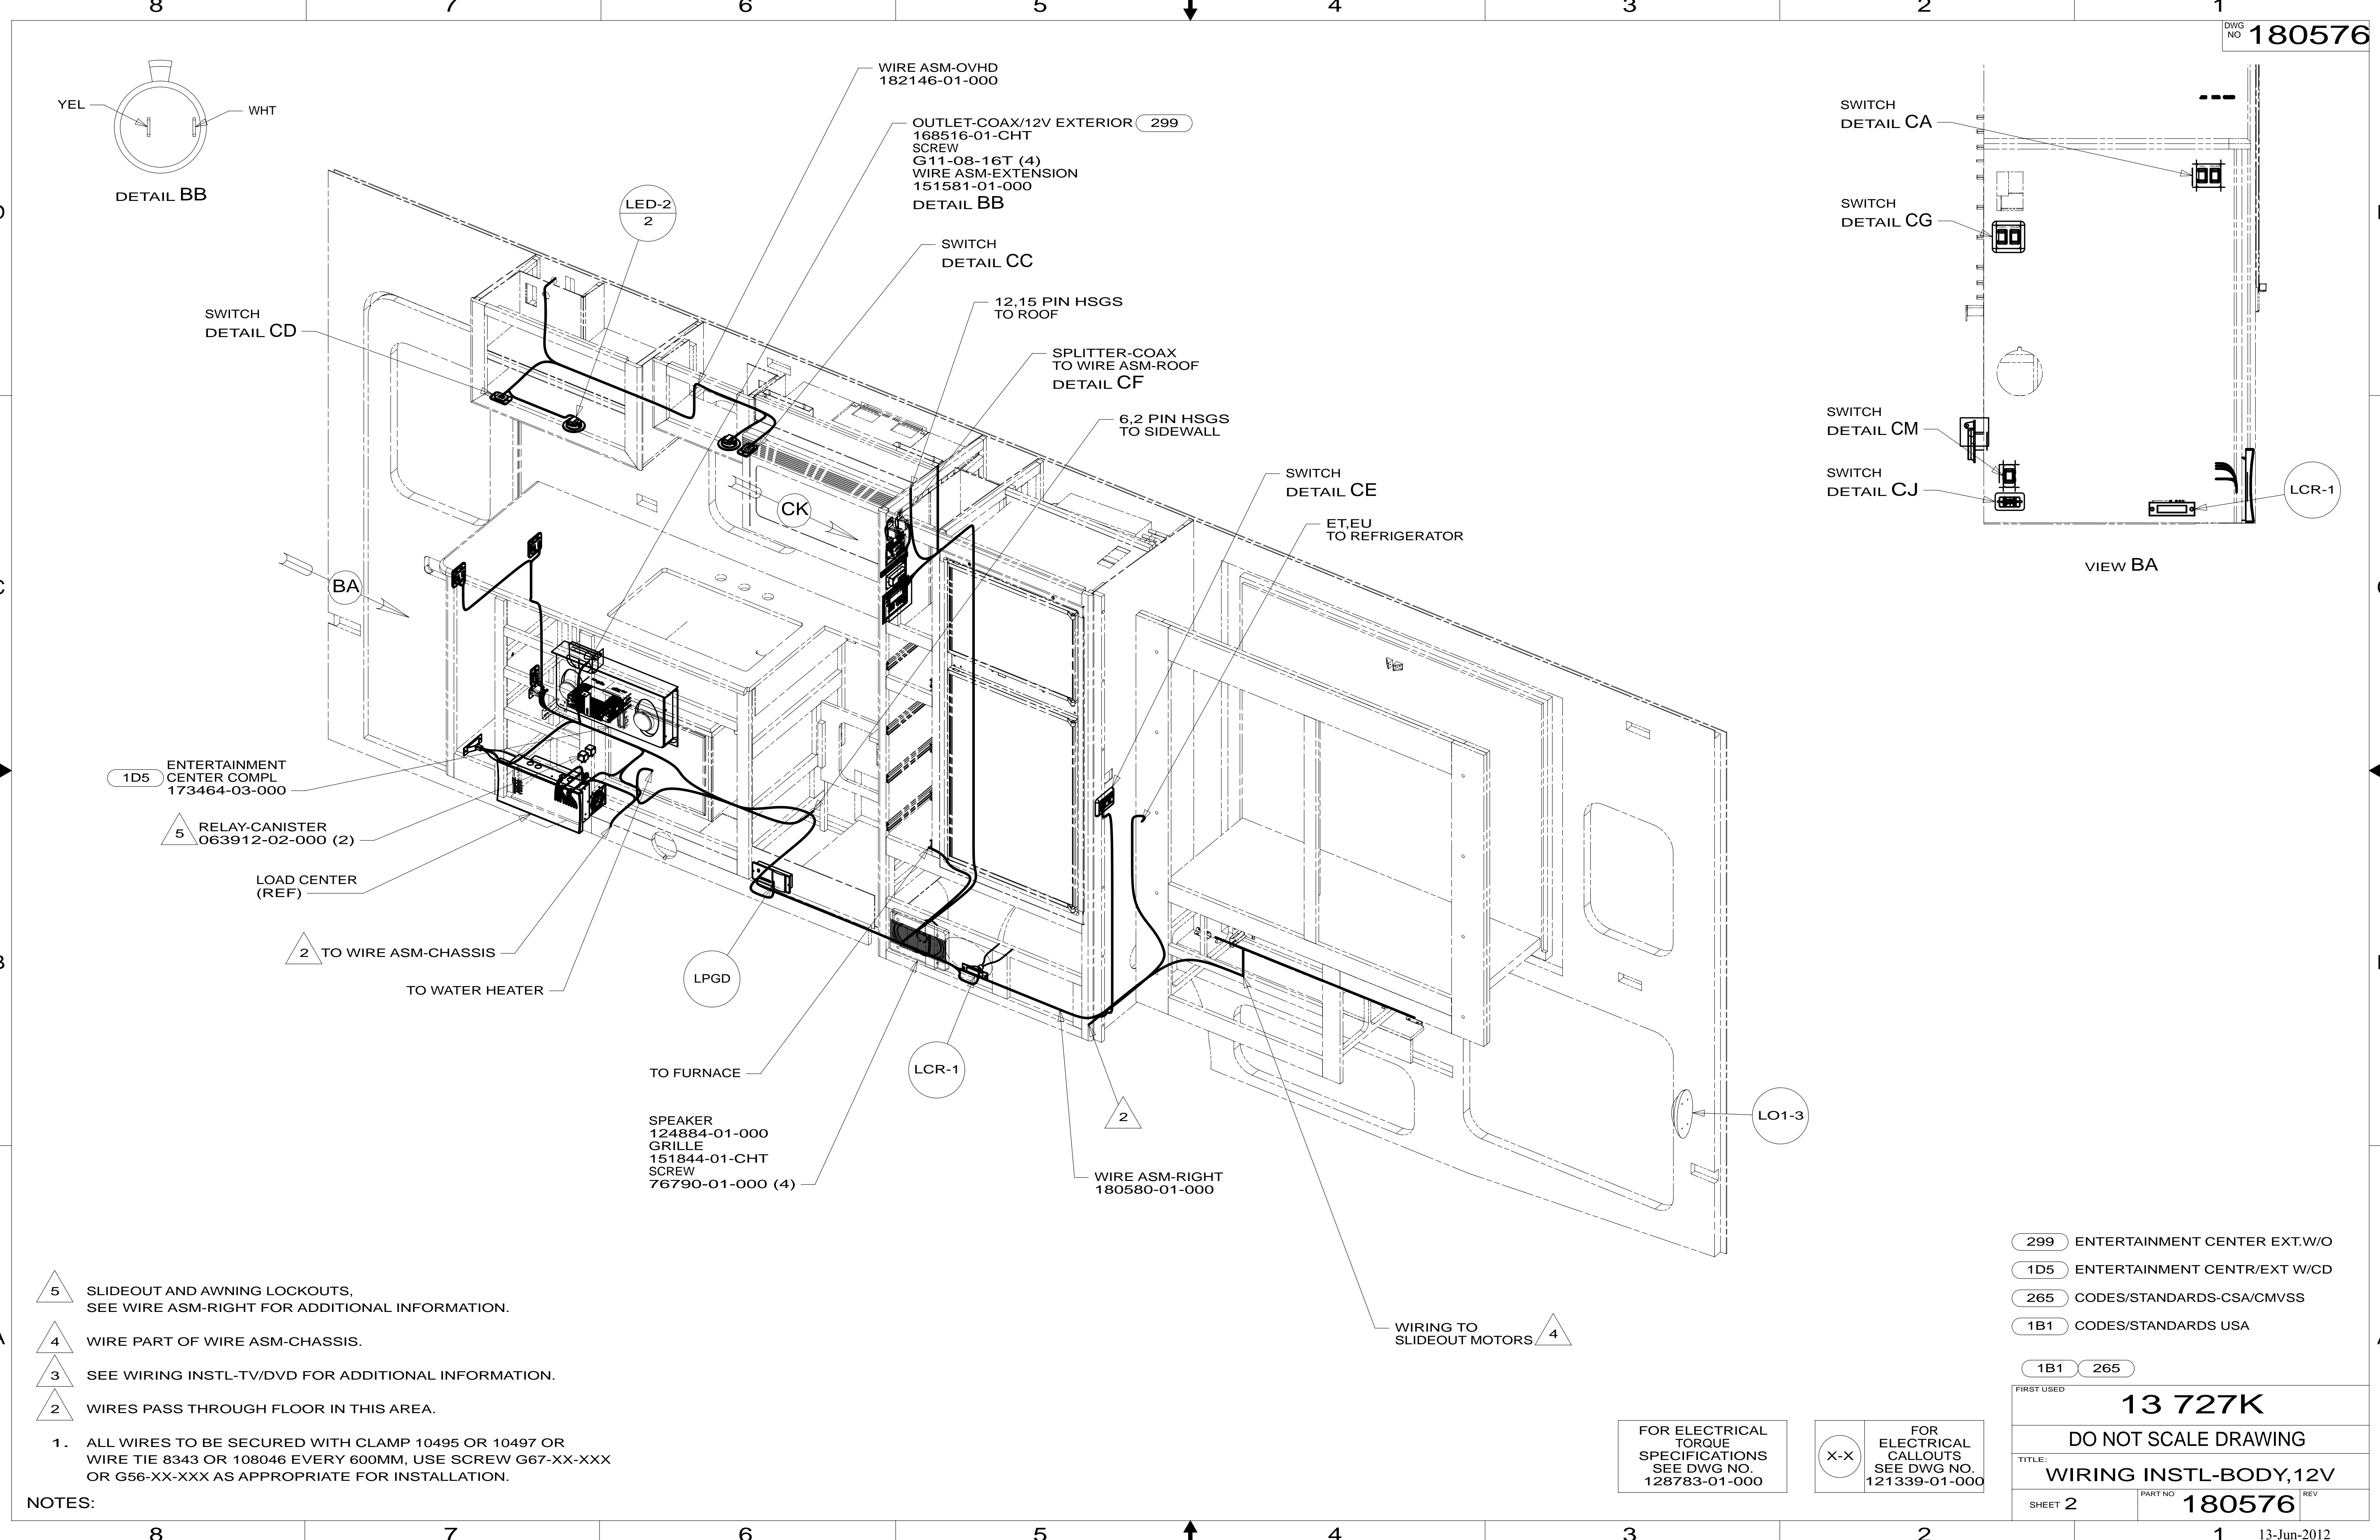 8 7 6 5 4 3 2 1
DWG NO 180576
YEL
WHT
DETAIL BB
WIRE ASM-OVHD
182146-01-000
OUTLET-COAX/12V EXTERIOR 299
168516-01-CHT
SCREW
G11-08-16T (4)
WIRE ASM-EXTENSION
151581-01-000
DETAIL BB
LED-2
2
SWITCH
DETAIL CC
SWITCH
DETAIL CD
12,15 PIN HSGS
TO ROOF
SPLITTER-COAX
TO WIRE ASM-ROOF
DETAIL CF
6,2 PIN HSGS
TO SIDEWALL
SWITCH
DETAIL CE
ET,EU
TO REFRIGERATOR
CK
BA
SWITCH
DETAIL CA
SWITCH
DETAIL CG
SWITCH
DETAIL CM
SWITCH
DETAIL CJ
LCR-1
VIEW BA
1D5
ENTERTAINMENT
CENTER COMPL
173464-03-000
5
RELAY-CANISTER
063912-02-000 (2)
LOAD CENTER
(REF)
2 TO WIRE ASM-CHASSIS
TO WATER HEATER
LPGD
TO FURNACE
LCR-1
SPEAKER
124884-01-000
GRILLE
151844-01-CHT
SCREW
76790-01-000 (4)
2
WIRE ASM-RIGHT
180580-01-000
LO1-3
WIRING TO
SLIDEOUT MOTORS 4
5 SLIDEOUT AND AWNING LOCKOUTS,
SEE WIRE ASM-RIGHT FOR ADDITIONAL INFORMATION.
4 WIRE PART OF WIRE ASM-CHASSIS.
3 SEE WIRING INSTL-TV/DVD FOR ADDITIONAL INFORMATION.
2 WIRES PASS THROUGH FLOOR IN THIS AREA.
1. ALL WIRES TO BE SECURED WITH CLAMP 10495 OR 10497 OR
WIRE TIE 8343 OR 108046 EVERY 600MM, USE SCREW G67-XX-XXX
OR G56-XX-XXX AS APPROPRIATE FOR INSTALLATION.
NOTES:
FOR ELECTRICAL
TORQUE
SPECIFICATIONS
SEE DWG NO.
128783-01-000
X-X
FOR
ELECTRICAL
CALLOUTS
SEE DWG NO.
121339-01-000
299 ENTERTAINMENT CENTER EXT.W/O
1D5 ENTERTAINMENT CENTR/EXT W/CD
265 CODES/STANDARDS-CSA/CMVSS
1B1 CODES/STANDARDS USA
1B1 265
FIRST USED
13 727K
DO NOT SCALE DRAWING
TITLE:
WIRING INSTL-BODY,12V
SHEET 2
PART NO 180576
REV
8 7 6 5 4 3 2 1
13-Jun-2012